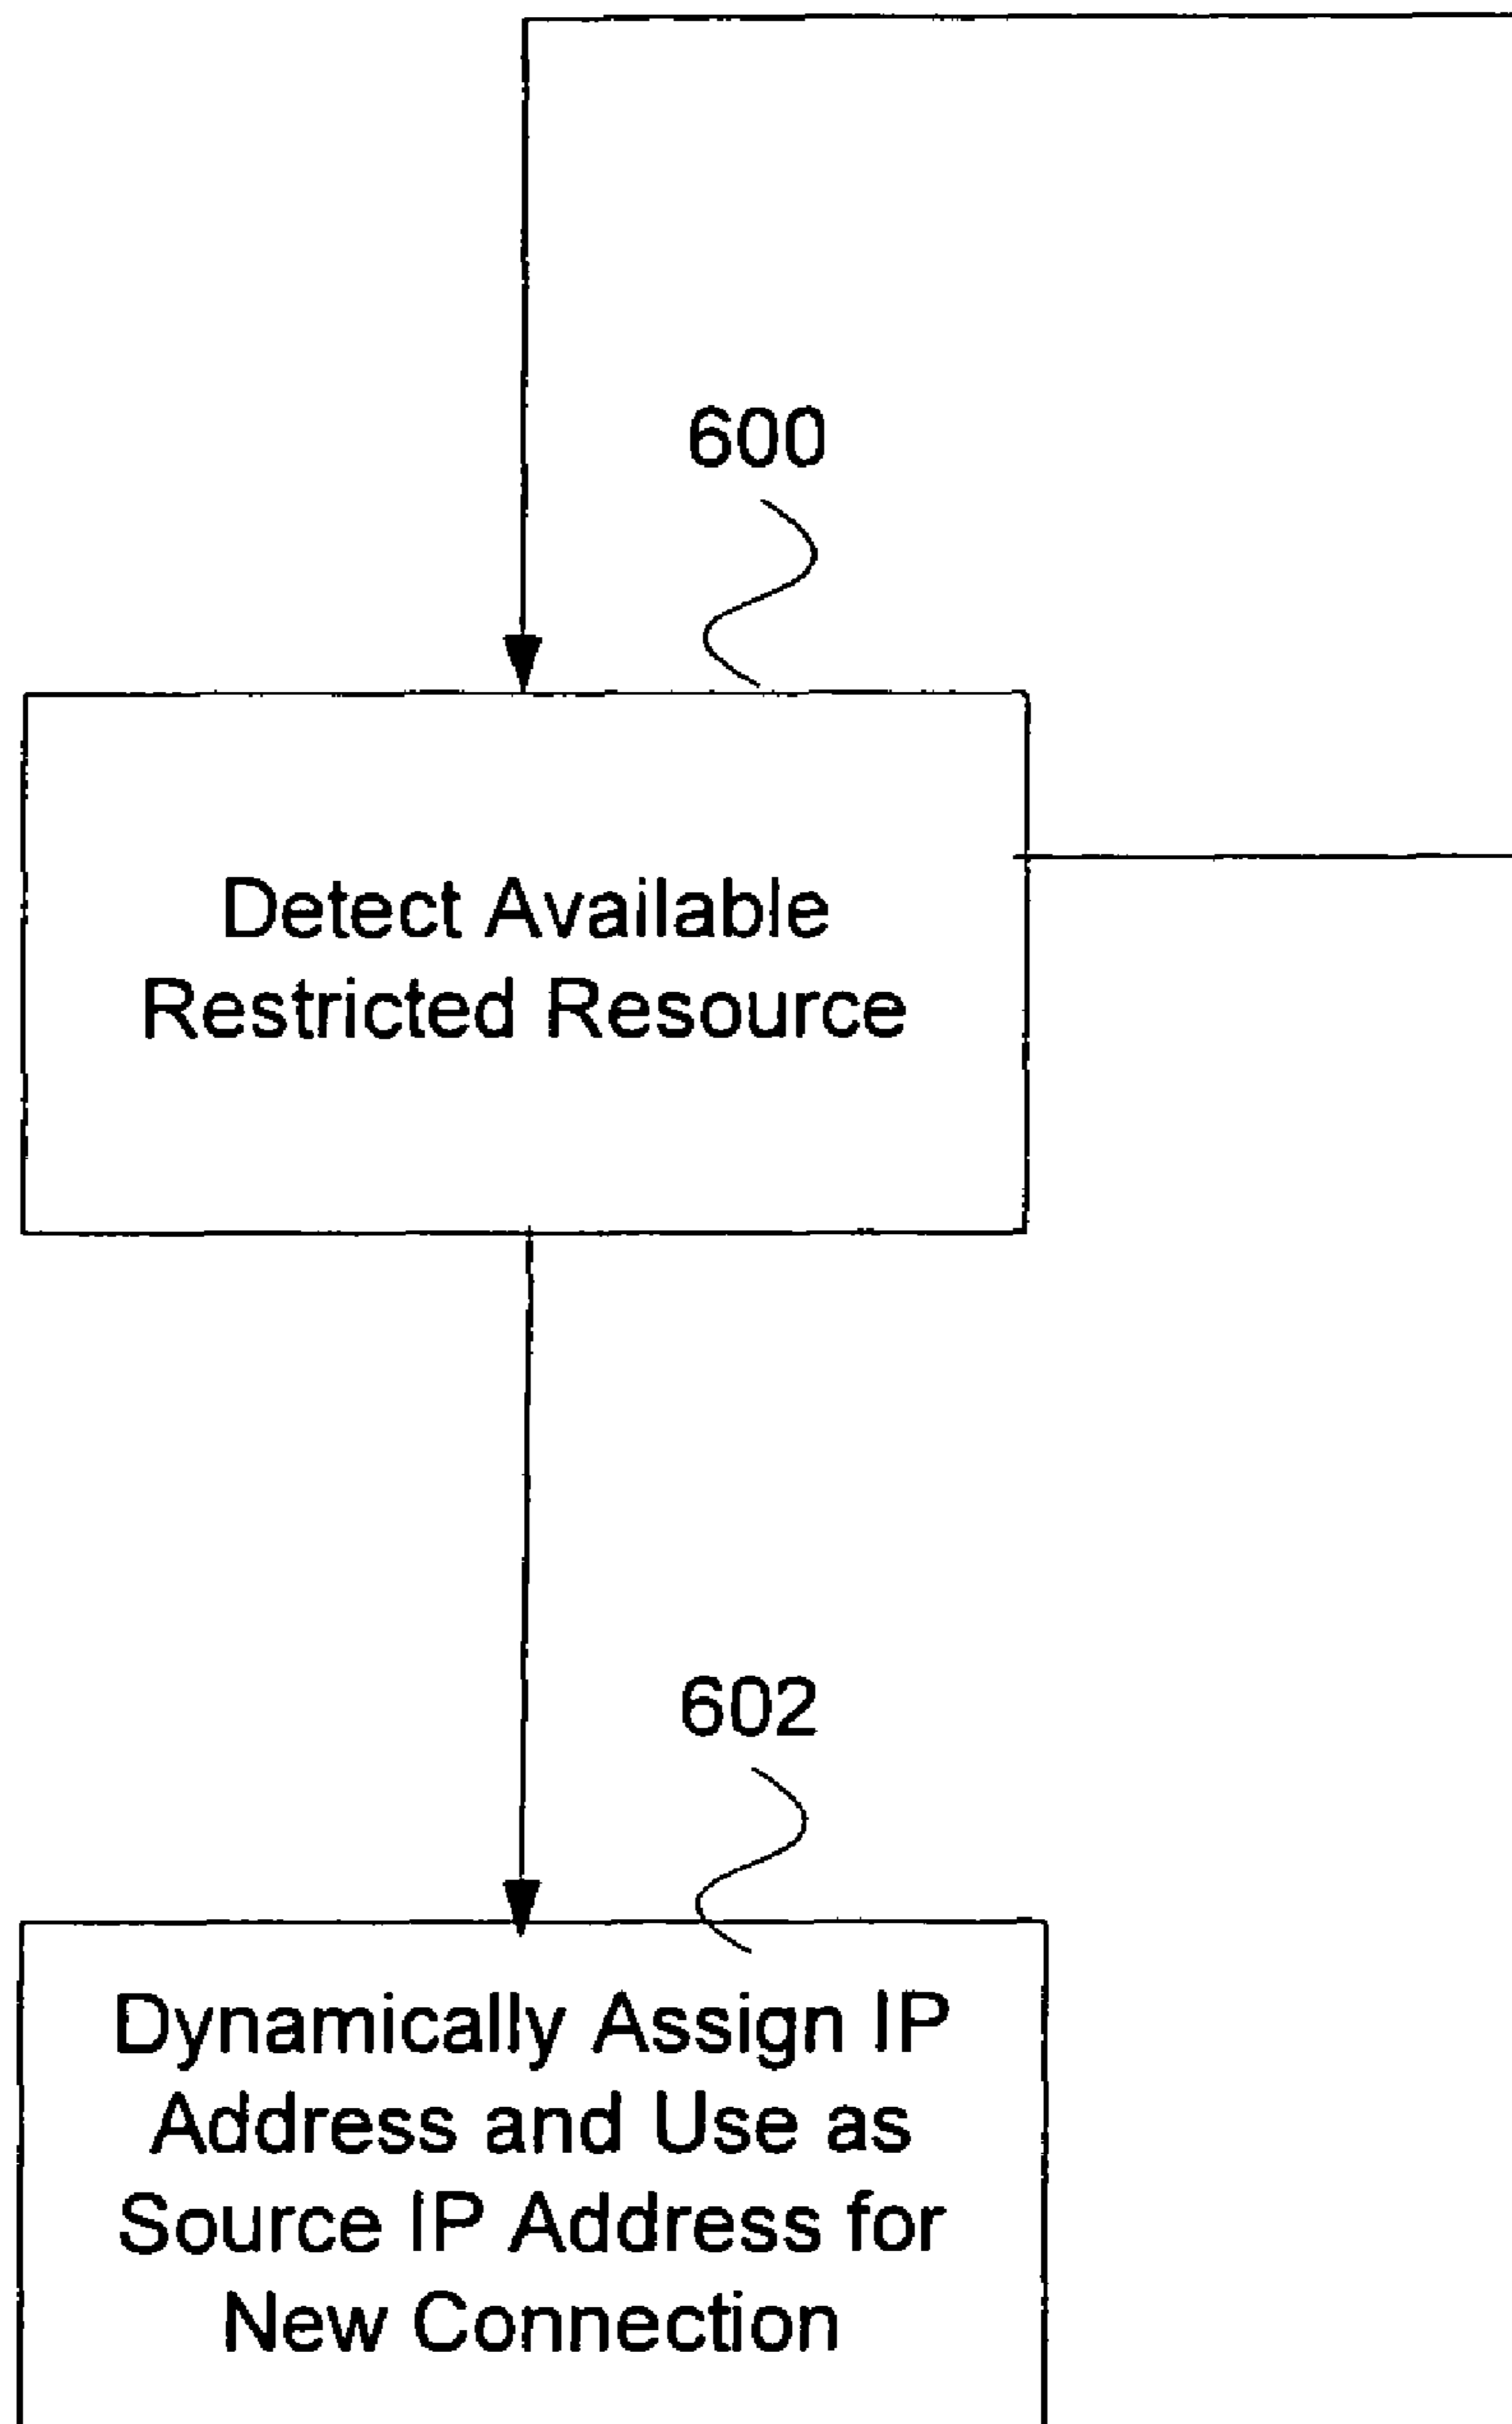 600
Detect Available
Restricted Resource
602
Dynamically Assign IP
Address and Use as
Source IP Address for
New Connection